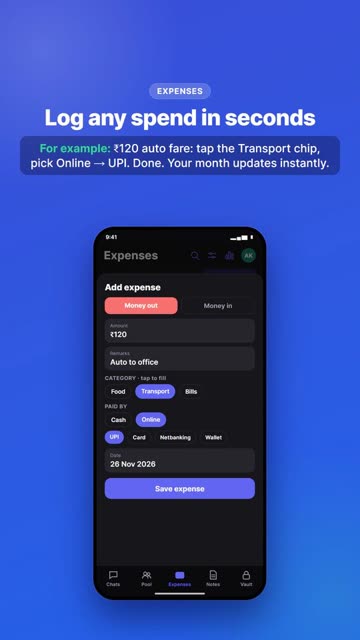 EXPENSES
Log any spend in seconds
For example: ₹120 auto fare: tap the Transport chip,
pick Online → UPI. Done. Your month updates instantly.
9:41
Expenses
AK
Add expense
Money out
Money in
Amount
₹120
Remarks
Auto to office
CATEGORY · tap to fill
Food
Transport
Bills
PAID BY
Cash
Online
UPI
Card
Netbanking
Wallet
Date
26 Nov 2026
Save expense
Chats
Pool
Expenses
Notes
Vault